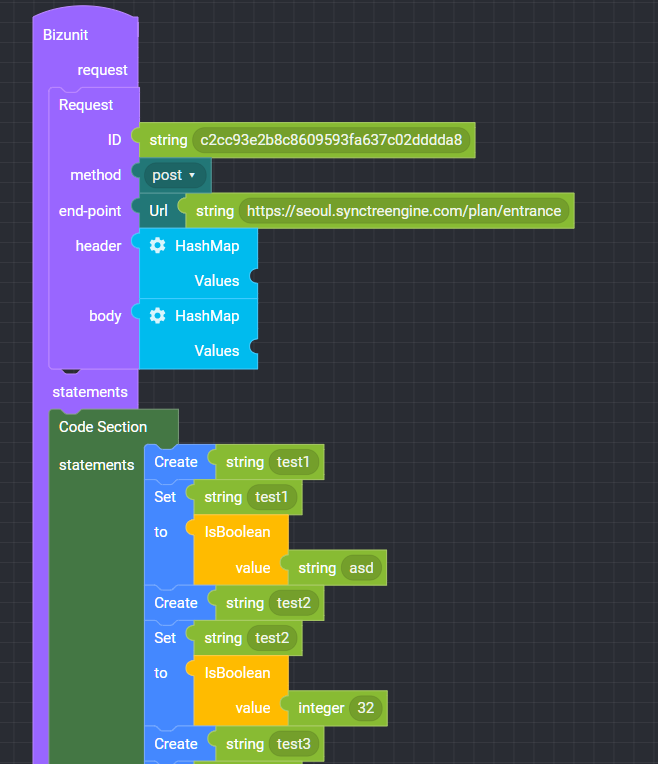 Bizunit
request
Request
ID string c2cc93e2b8c8609593fa637c02dddda8
method post
end-point Url string https://seoul.synctreengine.com/plan/entrance
header HashMap
Values
body HashMap
Values
statements
Code Section
statements Create string test1
Set string test1
to IsBoolean
value string asd
Create string test2
Set string test2
to IsBoolean
value integer 32
Create string test3